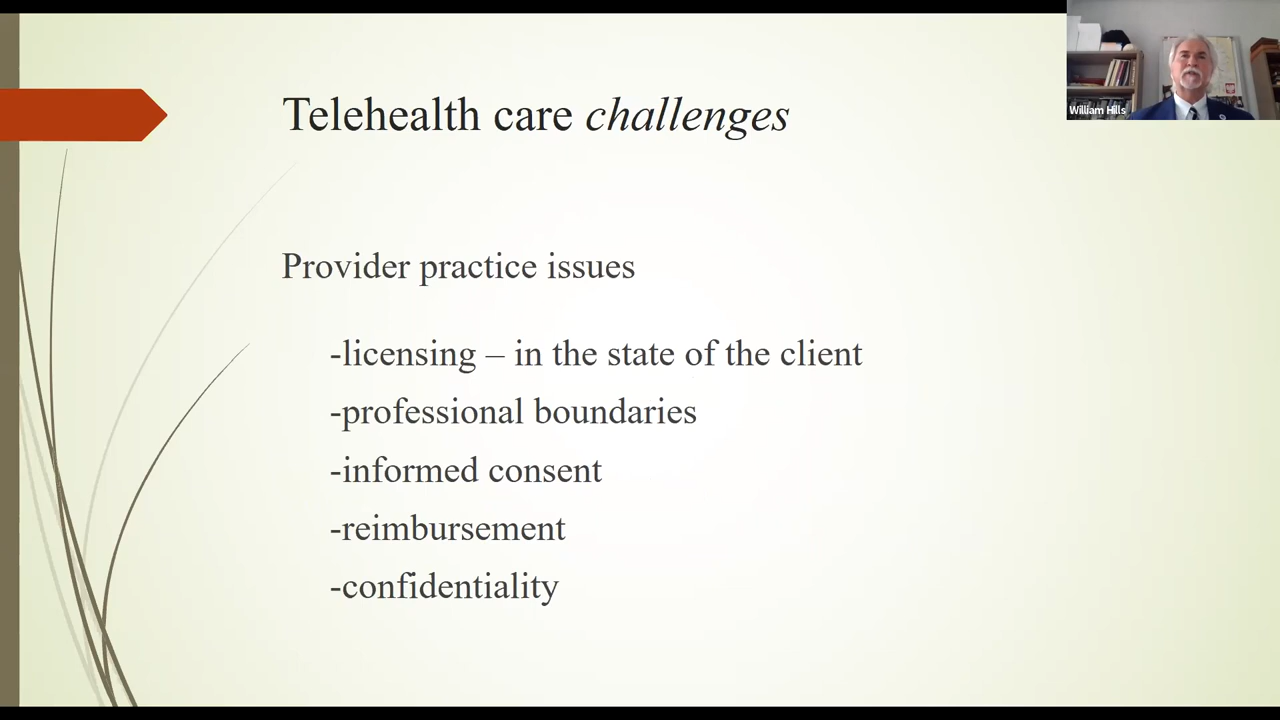 Telehealth care challenges
William Hills
Provider practice issues
-licensing – in the state of the client
-professional boundaries
-informed consent
-reimbursement
-confidentiality